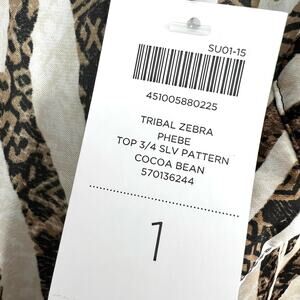 SU01-15
451005880225
TRIBAL ZEBRA
PHEBE
TOP 3/4 SLV PATTERN
COCOA BEAN
570136244
1